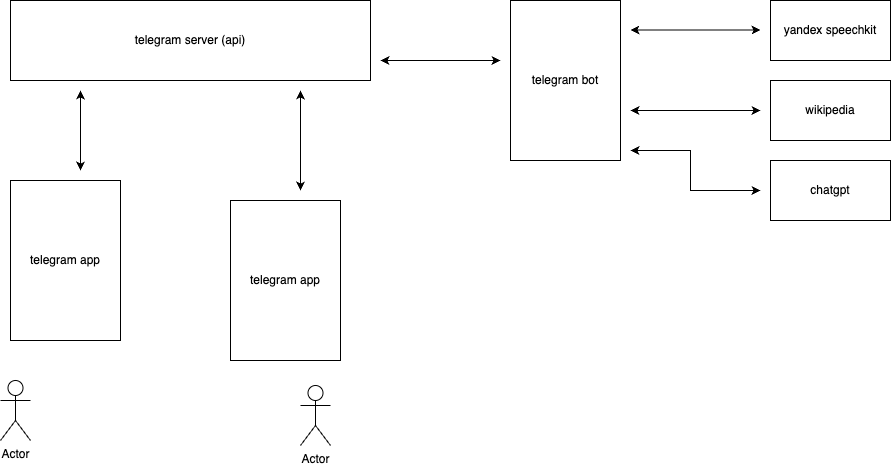 telegram server (api)
telegram bot
yandex speechkit
wikipedia
chatgpt
telegram app
telegram app
Actor
Actor